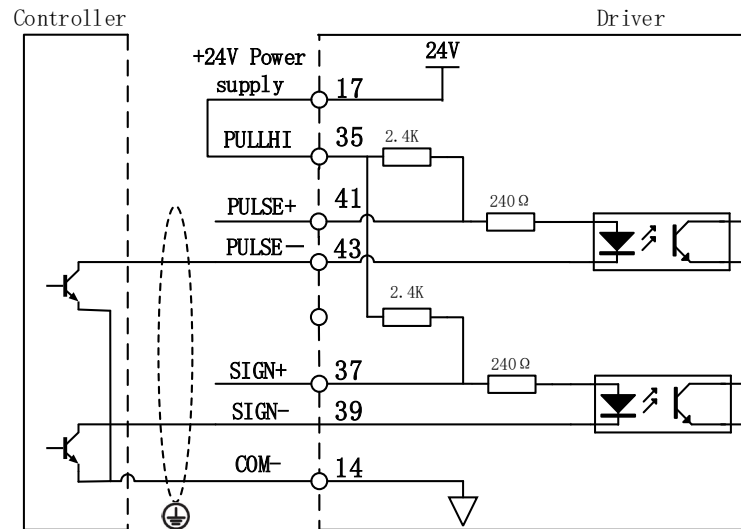 Controller
Driver
+24V Power
supply
24V
17
PULLHI
35
2.4K
PULSE+
41
240Ω
PULSE−
43
2.4K
SIGN+
37
240Ω
SIGN-
39
COM-
14